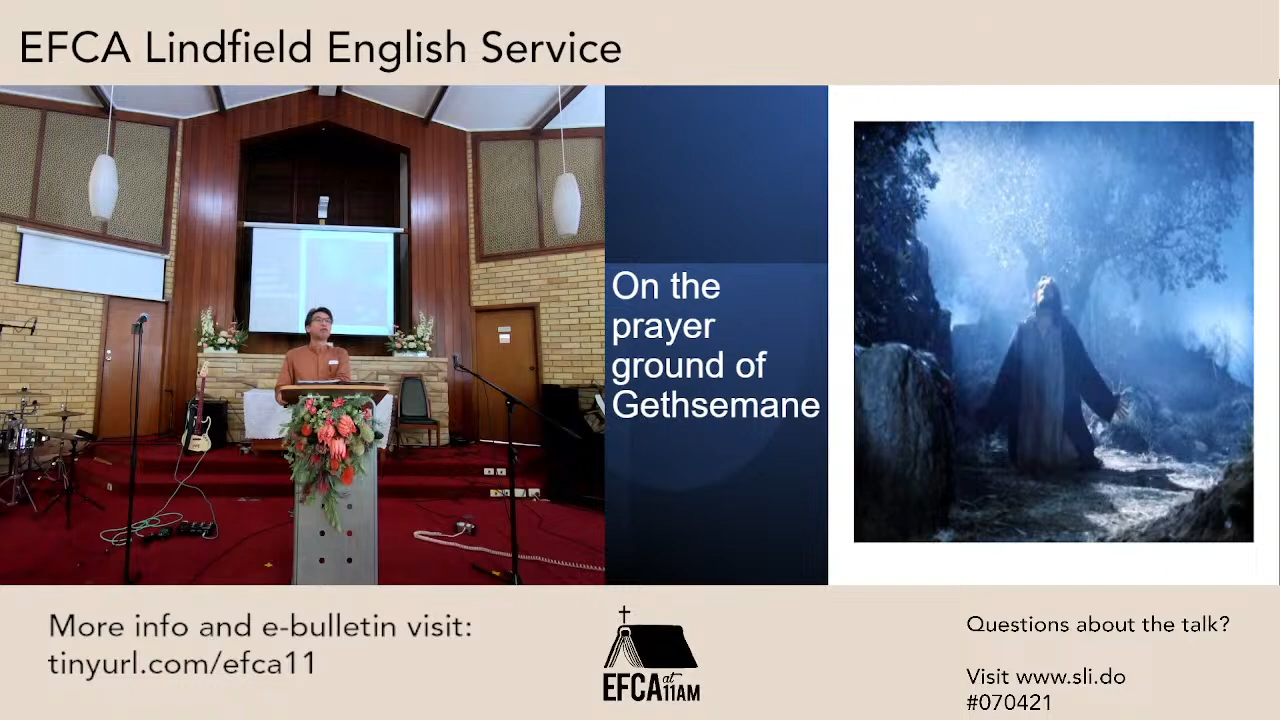 EFCA Lindfield English Service
On the
prayer
ground of
Gethsemane
More info and e-bulletin visit:
tinyurl.com/efca11
EFCA at 11AM
Questions about the talk?
Visit www.sli.do
#070421